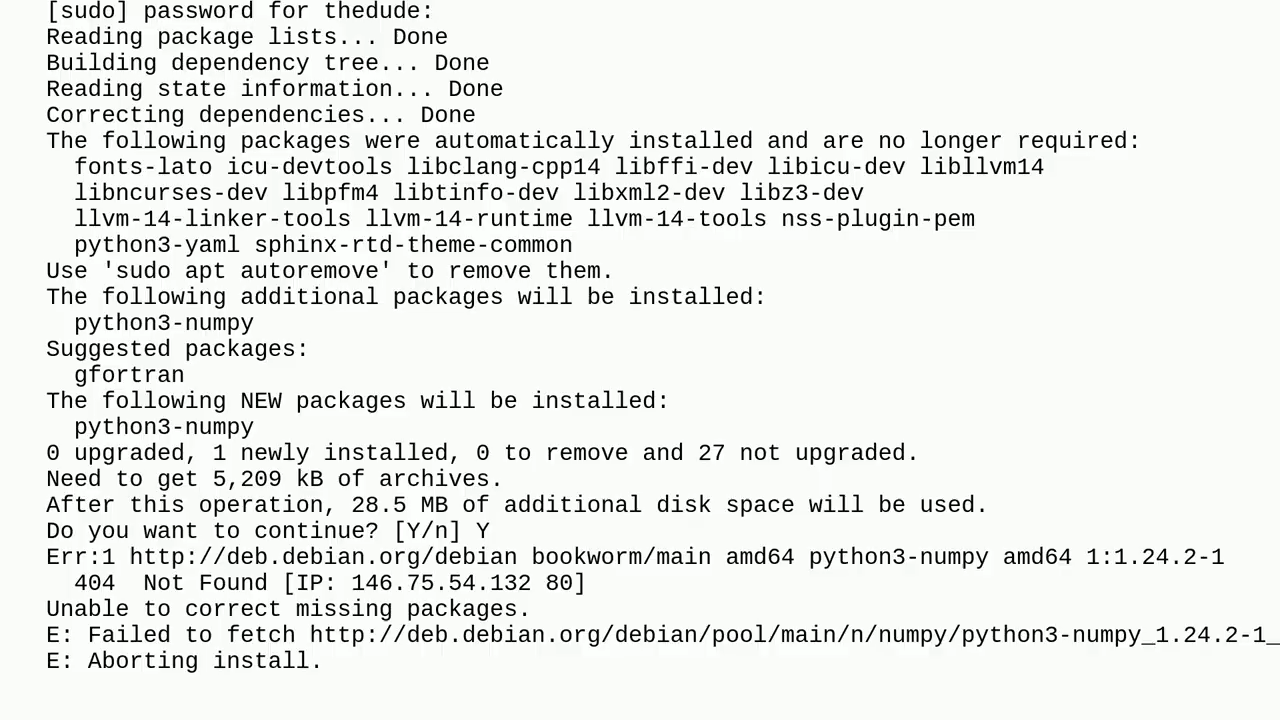 [sudo] password for thedude:
Reading package lists... Done
Building dependency tree... Done
Reading state information... Done
Correcting dependencies... Done
The following packages were automatically installed and are no longer required:
  fonts-lato icu-devtools libclang-cpp14 libffi-dev libicu-dev libllvm14
  libncurses-dev libpfm4 libtinfo-dev libxml2-dev libz3-dev
  llvm-14-linker-tools llvm-14-runtime llvm-14-tools nss-plugin-pem
  python3-yaml sphinx-rtd-theme-common
Use 'sudo apt autoremove' to remove them.
The following additional packages will be installed:
  python3-numpy
Suggested packages:
  gfortran
The following NEW packages will be installed:
  python3-numpy
0 upgraded, 1 newly installed, 0 to remove and 27 not upgraded.
Need to get 5,209 kB of archives.
After this operation, 28.5 MB of additional disk space will be used.
Do you want to continue? [Y/n] Y
Err:1 http://deb.debian.org/debian bookworm/main amd64 python3-numpy amd64 1:1.24.2-1
  404  Not Found [IP: 146.75.54.132 80]
Unable to correct missing packages.
E: Failed to fetch http://deb.debian.org/debian/pool/main/n/numpy/python3-numpy_1.24.2-1_
E: Aborting install.